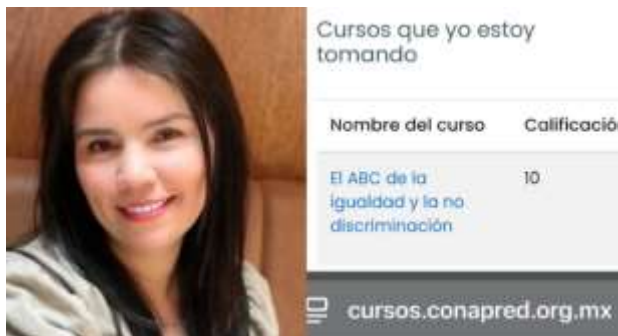 Cursos que yo estoy
tomando
Nombre del curso Calificació
El ABC de la 10
igualdad y la no
discriminación
cursos.conapred.org.mx